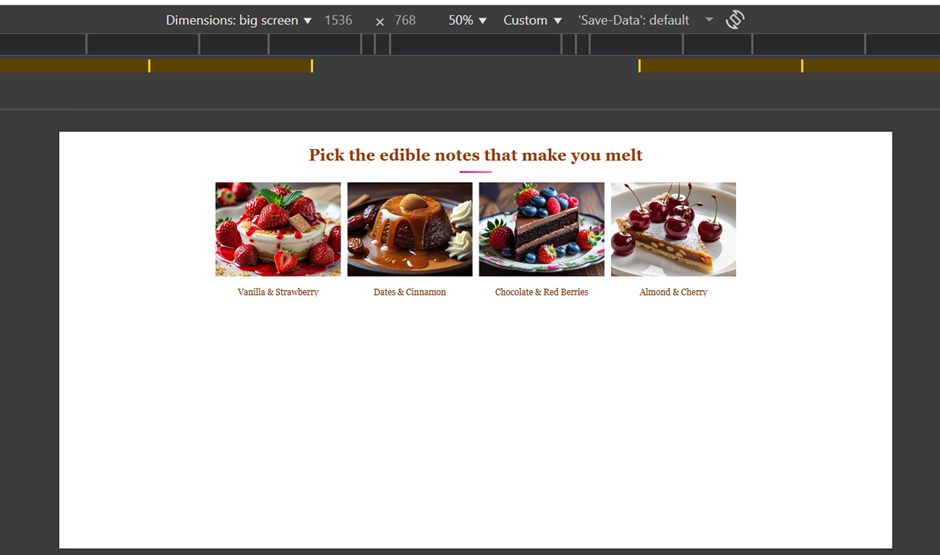 Dimensions: big screen ▼ 1536 × 768 50% ▼ Custom ▼ 'Save-Data': default ▼
Pick the edible notes that make you melt
Vanilla & Strawberry Dates & Cinnamon Chocolate & Red Berries Almond & Cherry